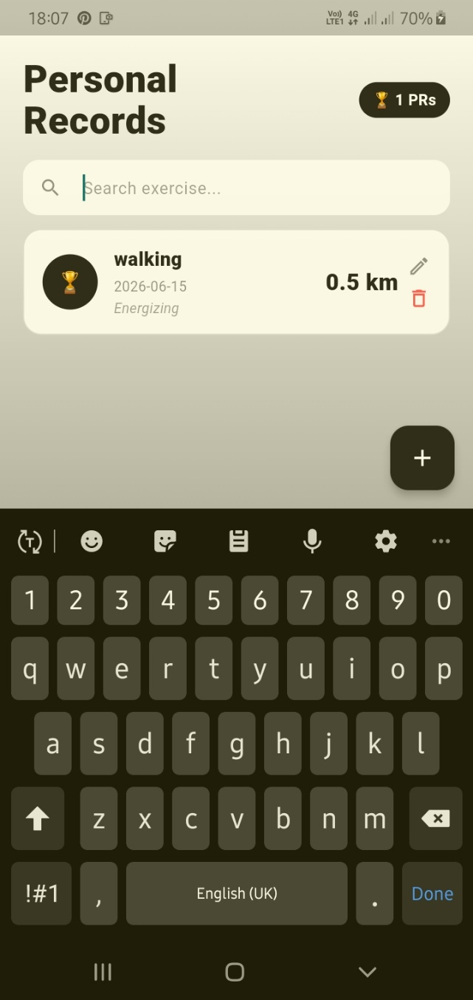 18:07 Vo)) LTE1 4G 70%
Personal
Records
🏆 1 PRs
Search exercise...
walking
2026-06-15
Energizing
0.5 km
+
T
1 2 3 4 5 6 7 8 9 0
q w e r t y u i o p
a s d f g h j k l
z x c v b n m
!#1 , English (UK) . Done